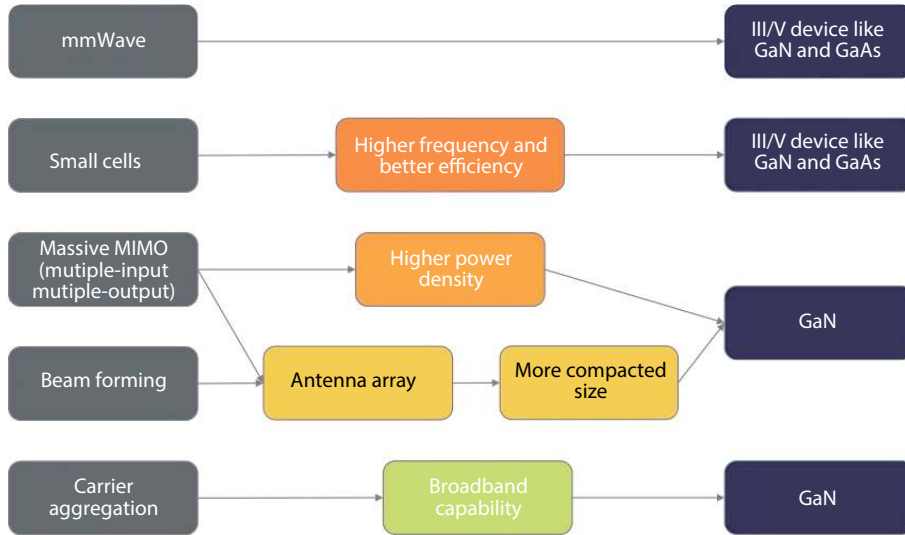 mmWave
III/V device like
GaN and GaAs
Small cells
Higher frequency and
better efficiency
III/V device like
GaN and GaAs
Massive MIMO
(mutiple-input
mutiple-output)
Higher power
density
GaN
Beam forming
Antenna array
More compacted
size
Carrier
aggregation
Broadband
capability
GaN